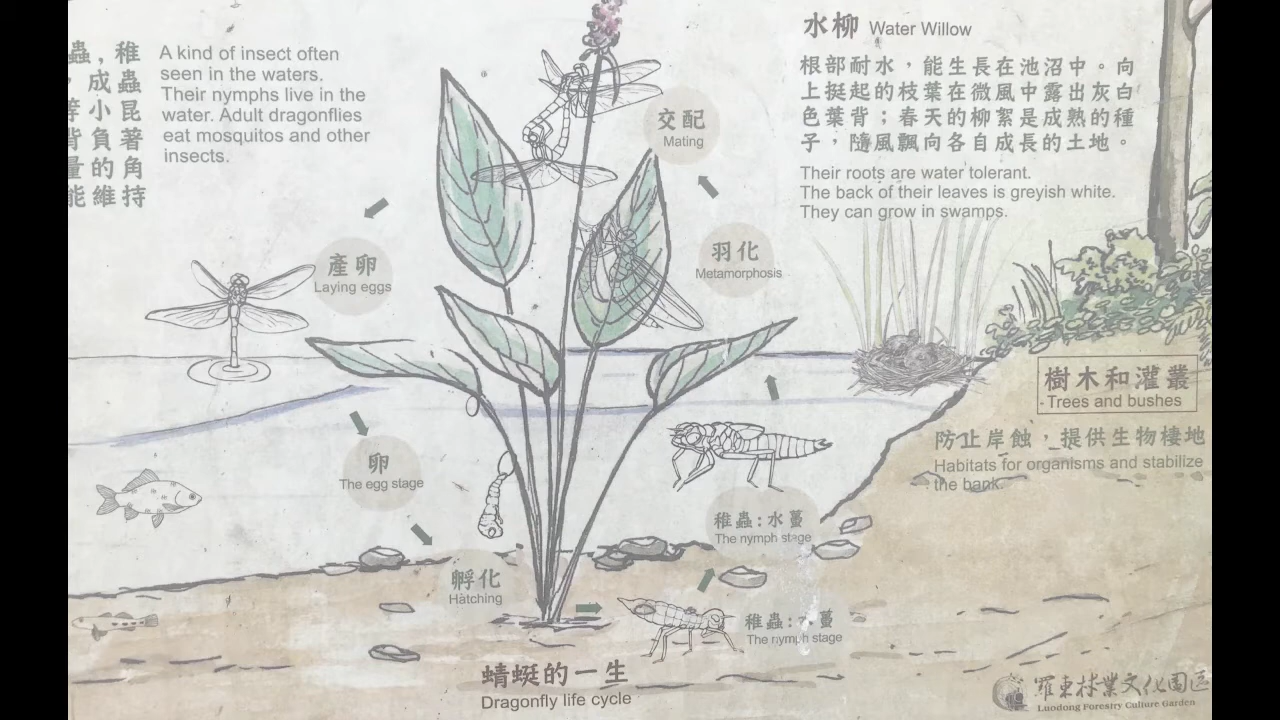 蟲,稚
,成蟲
等小昆
背負著
量的角
能維持
A kind of insect often
seen in the waters.
Their nymphs live in the
water. Adult dragonflies
eat mosquitos and other
insects.
水柳 Water Willow
根部耐水,能生長在池沼中。向
上挺起的枝葉在微風中露出灰白
色葉背;春天的柳絮是成熟的種
子,隨風飄向各自成長的土地。
Their roots are water tolerant.
The back of their leaves is greyish white.
They can grow in swamps.
交配
Mating
羽化
Metamorphosis
產卵
Laying eggs
卵
The egg stage
孵化
Hatching
稚蟲:水蠆
The nymph stage
稚蟲:水蠆
The nymph stage
樹木和灌叢
Trees and bushes
防止岸蝕,提供生物棲地
Habitats for organisms and stabilize
the bank.
蜻蜓的一生
Dragonfly life cycle
羅東林業文化園區
Luodong Forestry Culture Garden